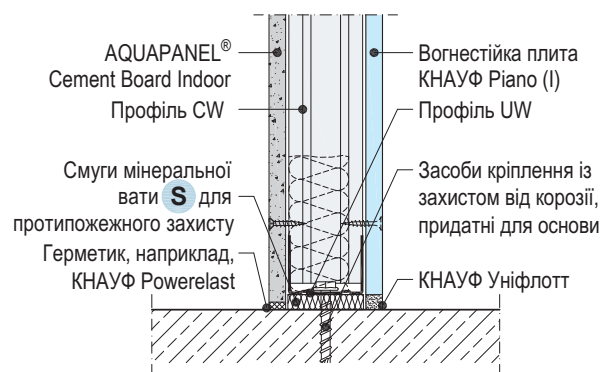 AQUAPANEL®
Cement Board Indoor
Профіль CW
Смуги мінеральної
вати S для
протипожежного захисту
Герметик, наприклад,
КНАУФ Powerelast
Вогнестійка плита
КНАУФ Piano (I)
Профіль UW
Засоби кріплення із
захистом від корозії,
придатні для основи
КНАУФ Уніфлотт